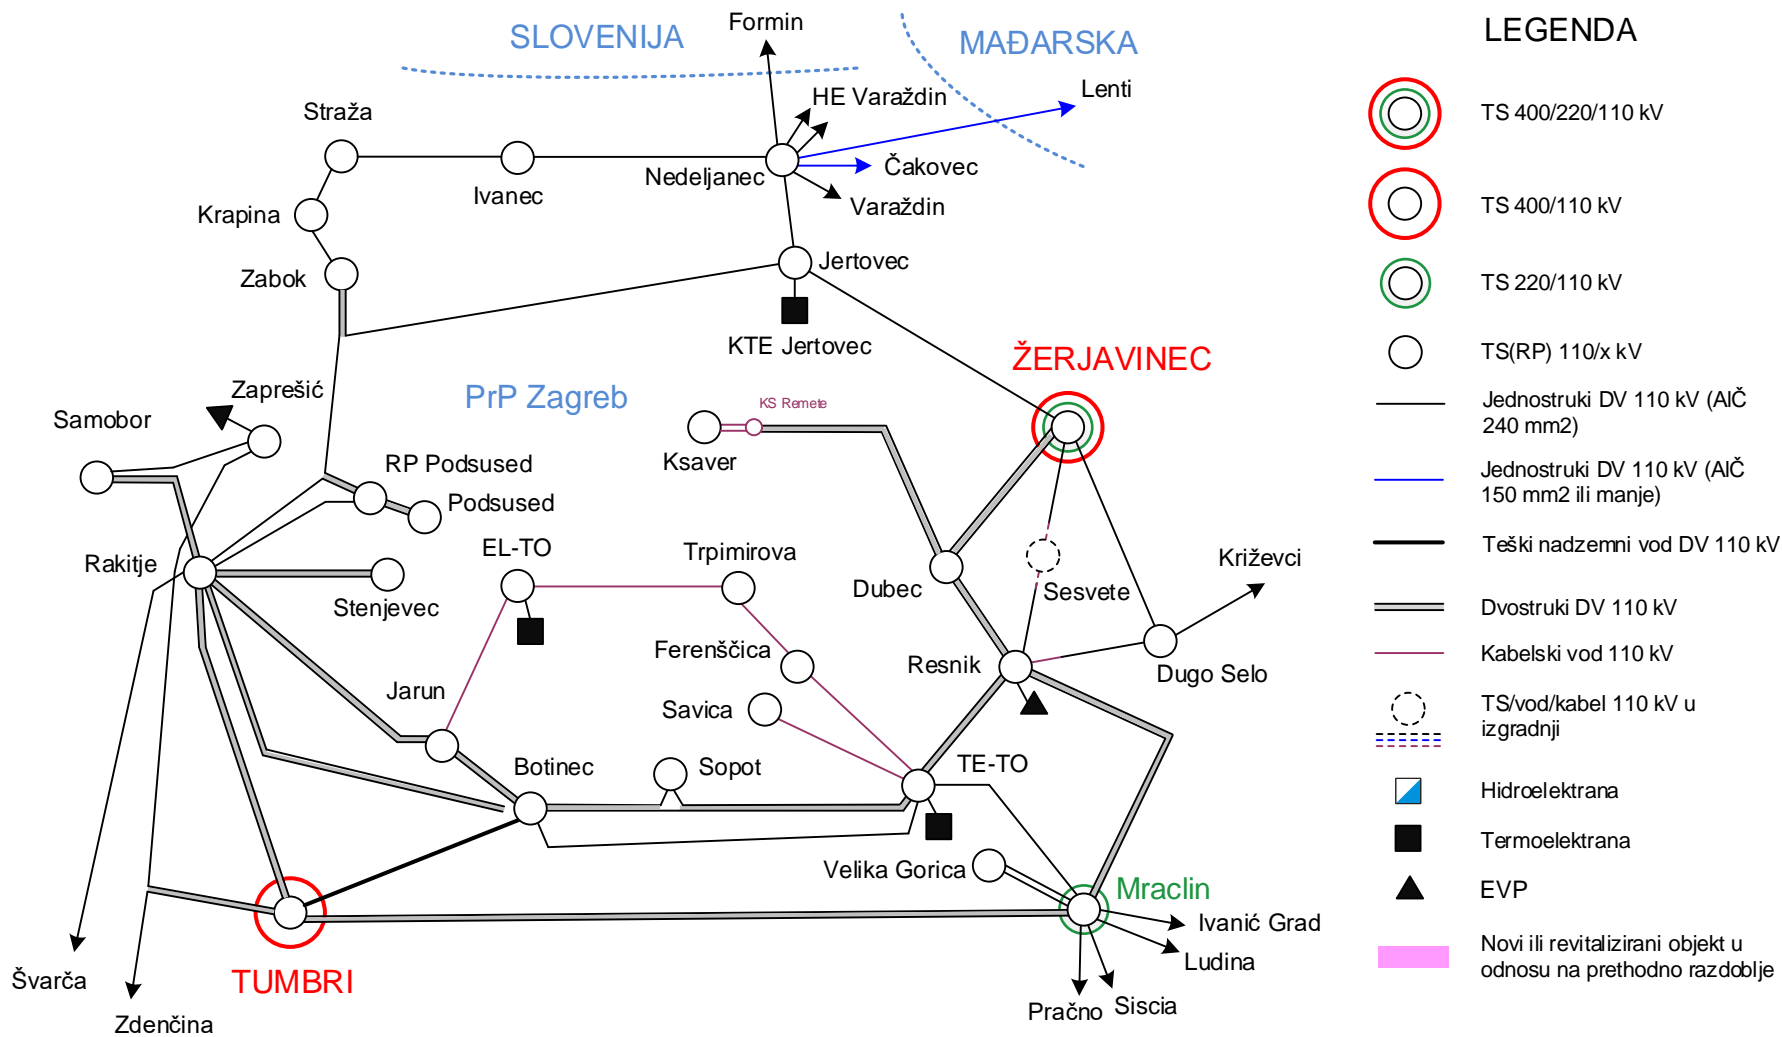 Formin
SLOVENIJA
MAĐARSKA
LEGENDA
HE Varaždin
Lenti
Straža
TS 400/220/110 kV
Nedeljanec
Čakovec
Ivanec
Varaždin
Krapina
TS 400/110 kV
Zabok
Jertovec
TS 220/110 kV
KTE Jertovec
ŽERJAVINEC
TS(RP) 110/x kV
Zaprešić
PrP Zagreb
KS Remete
Jednostruki DV 110 kV (AlČ
240 mm2)
Samobor
Ksaver
RP Podsused
Podsused
Jednostruki DV 110 kV (AlČ
150 mm2 ili manje)
EL-TO
Trpimirova
Križevci
Teški nadzemni vod DV 110 kV
Rakitje
Stenjevec
Dubec
Sesvete
Dvostruki DV 110 kV
Ferenščica
Resnik
Dugo Selo
Kabelski vod 110 kV
Jarun
Savica
TS/vod/kabel 110 kV u
izgradnji
Botinec
Sopot
TE-TO
Hidroelektrana
Termoelektrana
Velika Gorica
Mraclin
EVP
Ivanić Grad
Ludina
Novi ili revitalizirani objekt u
odnosu na prethodno razdoblje
Švarča
TUMBRI
Pračno
Siscia
Zdenčina